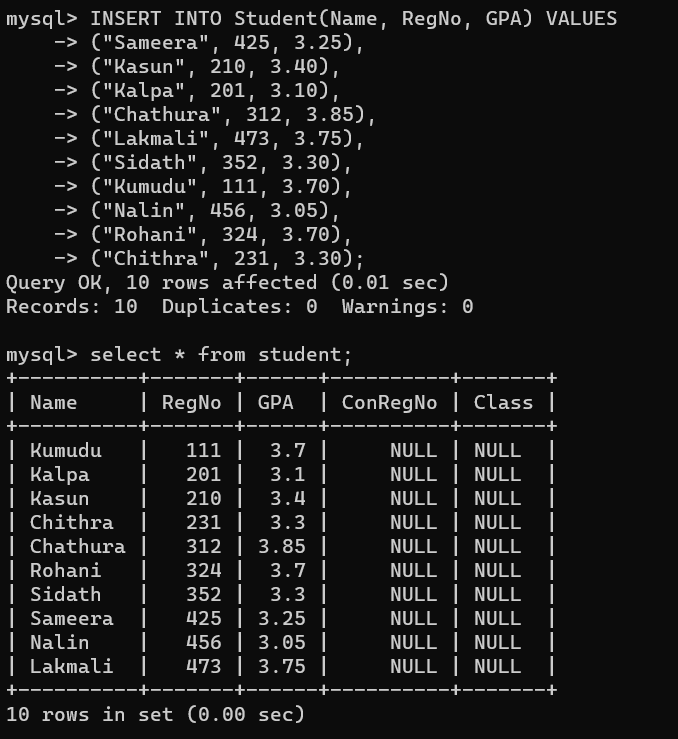 mysql> INSERT INTO Student(Name, RegNo, GPA) VALUES
    -> ("Sameera", 425, 3.25),
    -> ("Kasun", 210, 3.40),
    -> ("Kalpa", 201, 3.10),
    -> ("Chathura", 312, 3.85),
    -> ("Lakmali", 473, 3.75),
    -> ("Sidath", 352, 3.30),
    -> ("Kumudu", 111, 3.70),
    -> ("Nalin", 456, 3.05),
    -> ("Rohani", 324, 3.70),
    -> ("Chithra", 231, 3.30);
Query OK, 10 rows affected (0.01 sec)
Records: 10  Duplicates: 0  Warnings: 0

mysql> select * from student;
+----------+-------+------+----------+-------+
| Name     | RegNo | GPA  | ConRegNo | Class |
+----------+-------+------+----------+-------+
| Kumudu   |   111 |  3.7 |     NULL | NULL  |
| Kalpa    |   201 |  3.1 |     NULL | NULL  |
| Kasun    |   210 |  3.4 |     NULL | NULL  |
| Chithra  |   231 |  3.3 |     NULL | NULL  |
| Chathura |   312 | 3.85 |     NULL | NULL  |
| Rohani   |   324 |  3.7 |     NULL | NULL  |
| Sidath   |   352 |  3.3 |     NULL | NULL  |
| Sameera  |   425 | 3.25 |     NULL | NULL  |
| Nalin    |   456 | 3.05 |     NULL | NULL  |
| Lakmali  |   473 | 3.75 |     NULL | NULL  |
+----------+-------+------+----------+-------+
10 rows in set (0.00 sec)